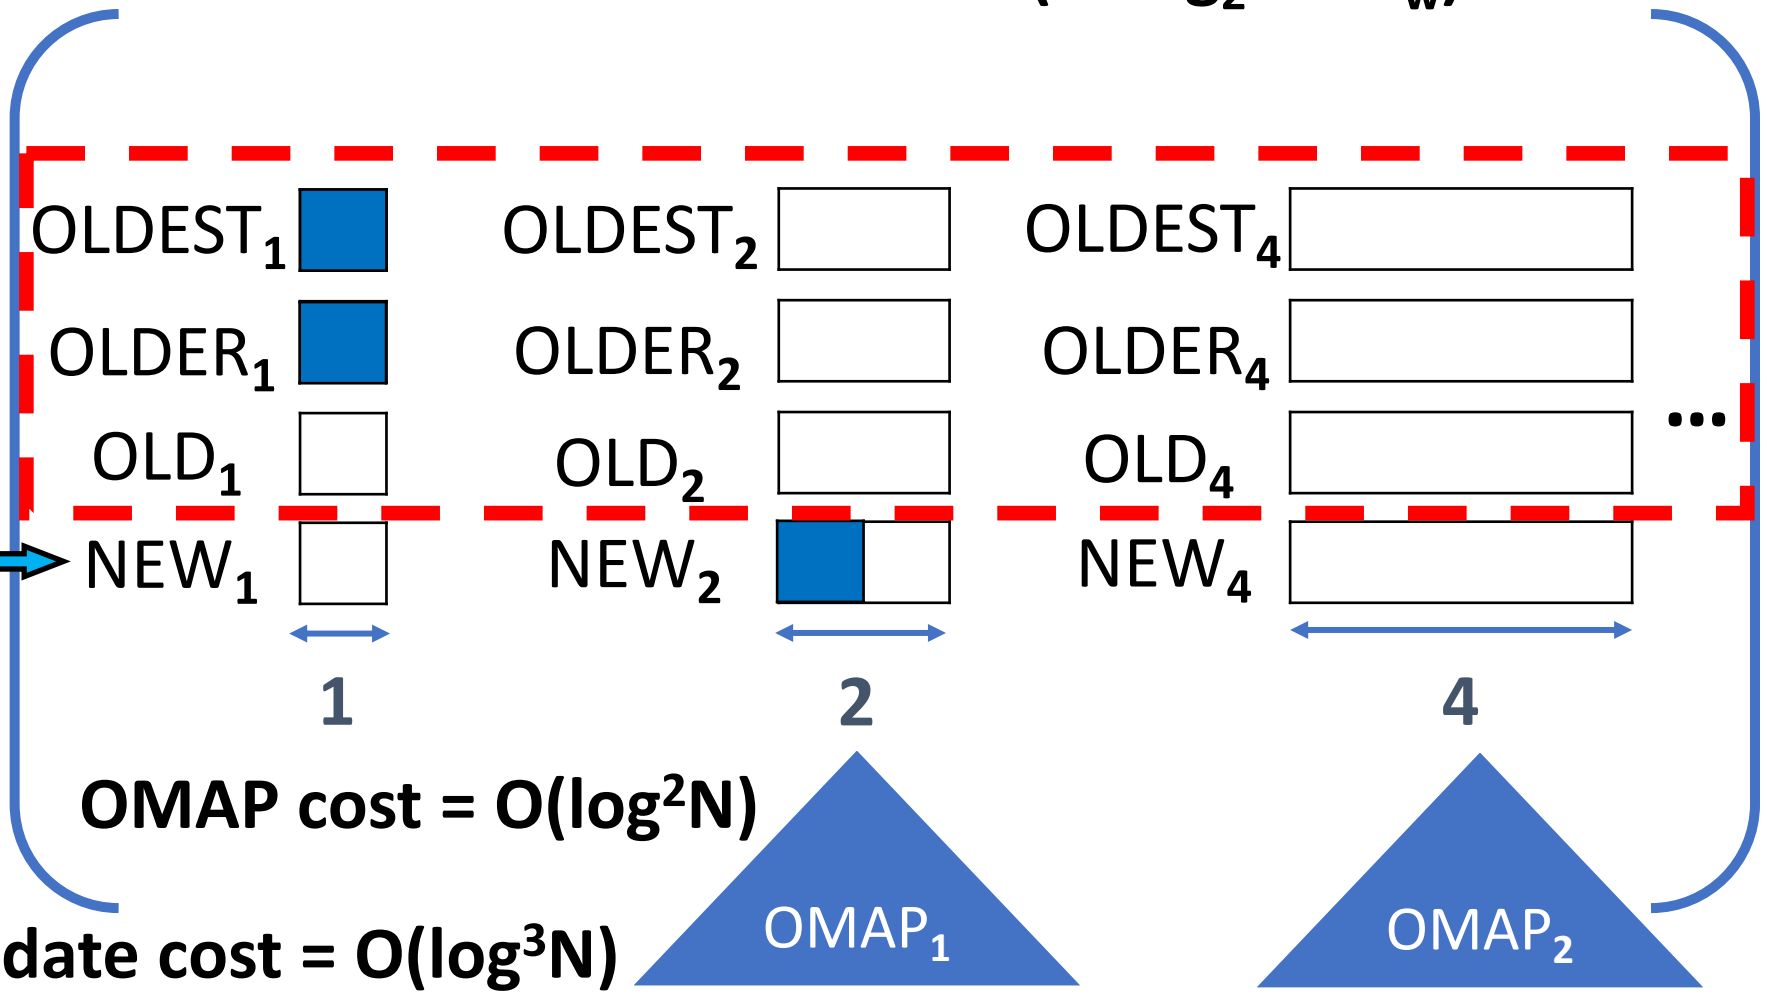 OLDEST₁ OLDEST₂ OLDEST₄
OLDER₁ OLDER₂ OLDER₄
OLD₁ OLD₂ OLD₄ ...
NEW₁ NEW₂ NEW₄
1 2 4
OMAP cost = O(log²N)
OMAP₁ OMAP₂
date cost = O(log³N)